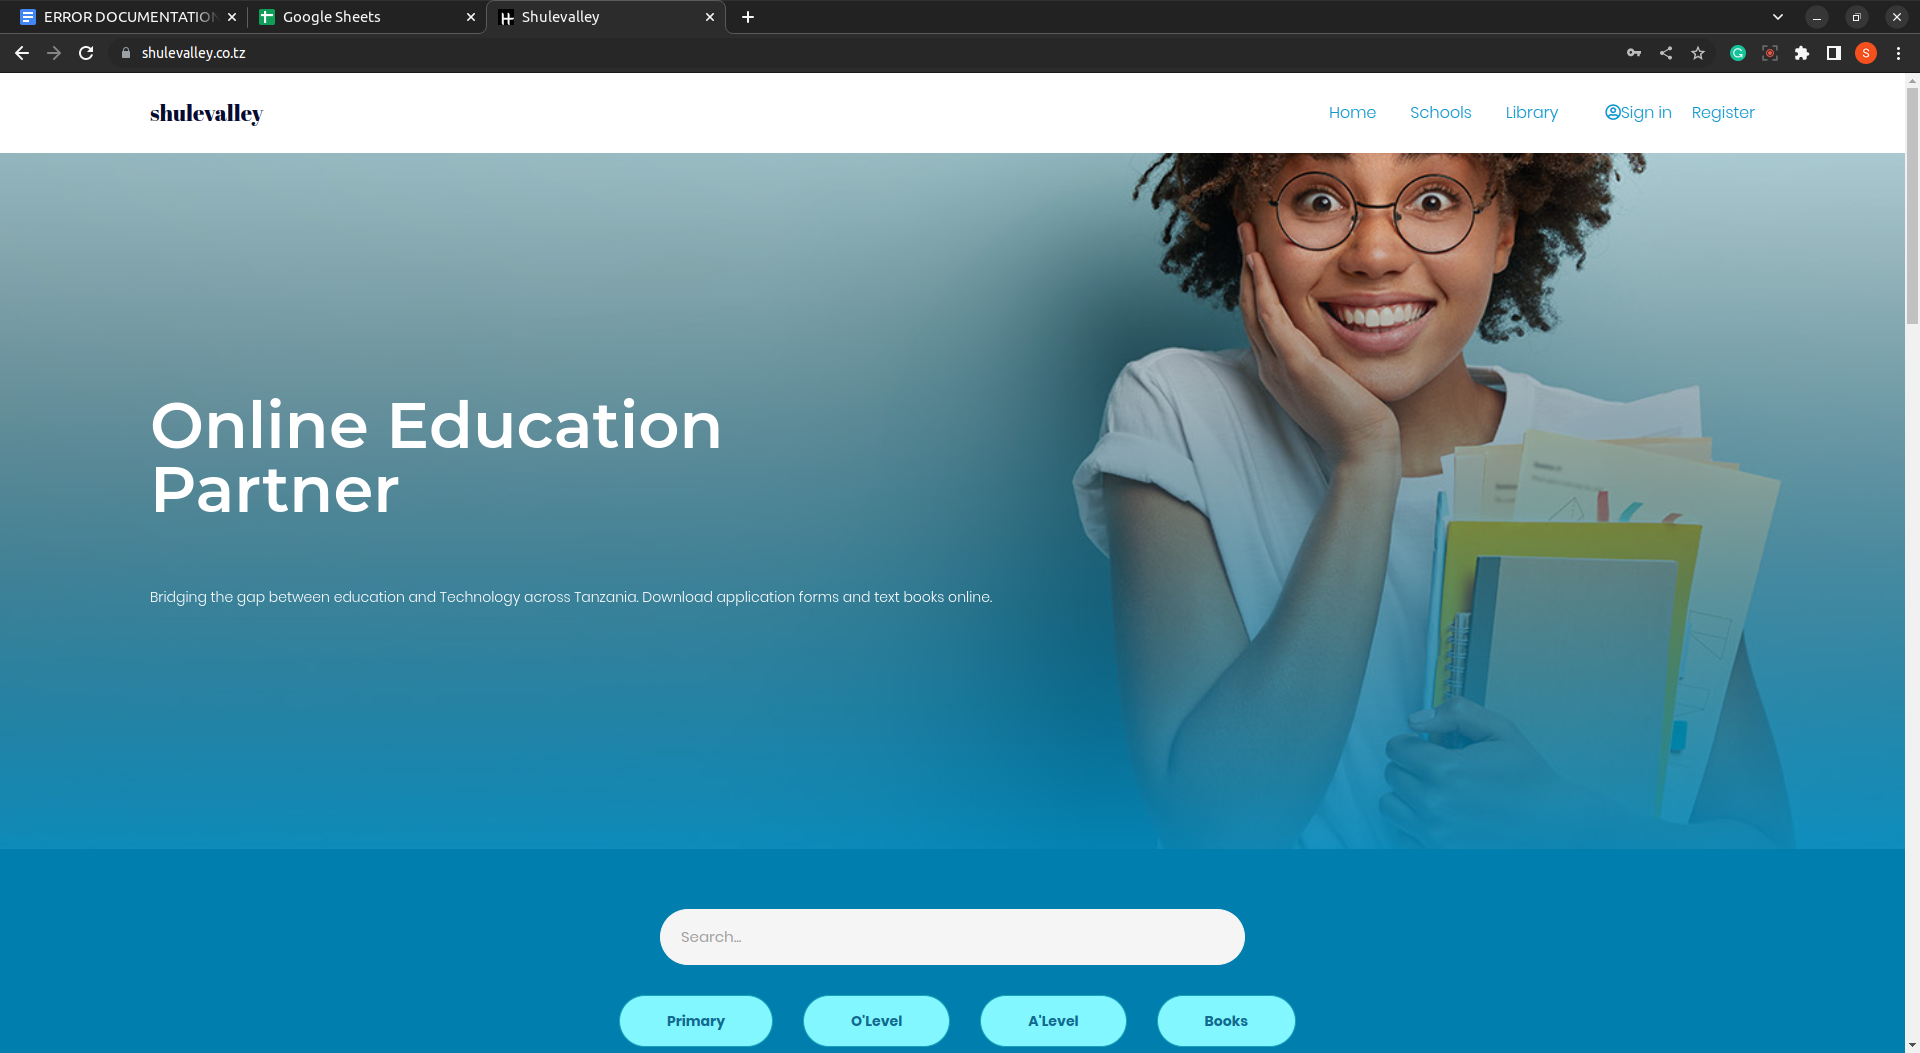 ERROR DOCUMENTATION
Google Sheets
Shulevalley
shulevalley.co.tz
S
shulevalley
Home
Schools
Library
Sign in
Register
Online Education
Partner
Bridging the gap between education and Technology across Tanzania. Download application forms and text books online.
Search...
Primary
O'Level
A'Level
Books